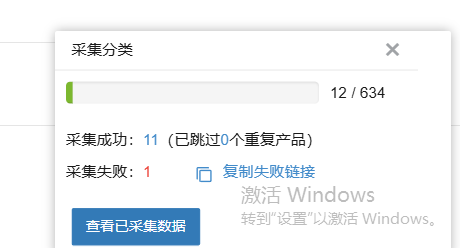 采集分类
12 / 634
采集成功：11（已跳过0个重复产品）
采集失败：1 复制失败链接
激活 Windows
转到“设置”以激活 Windows。
查看已采集数据